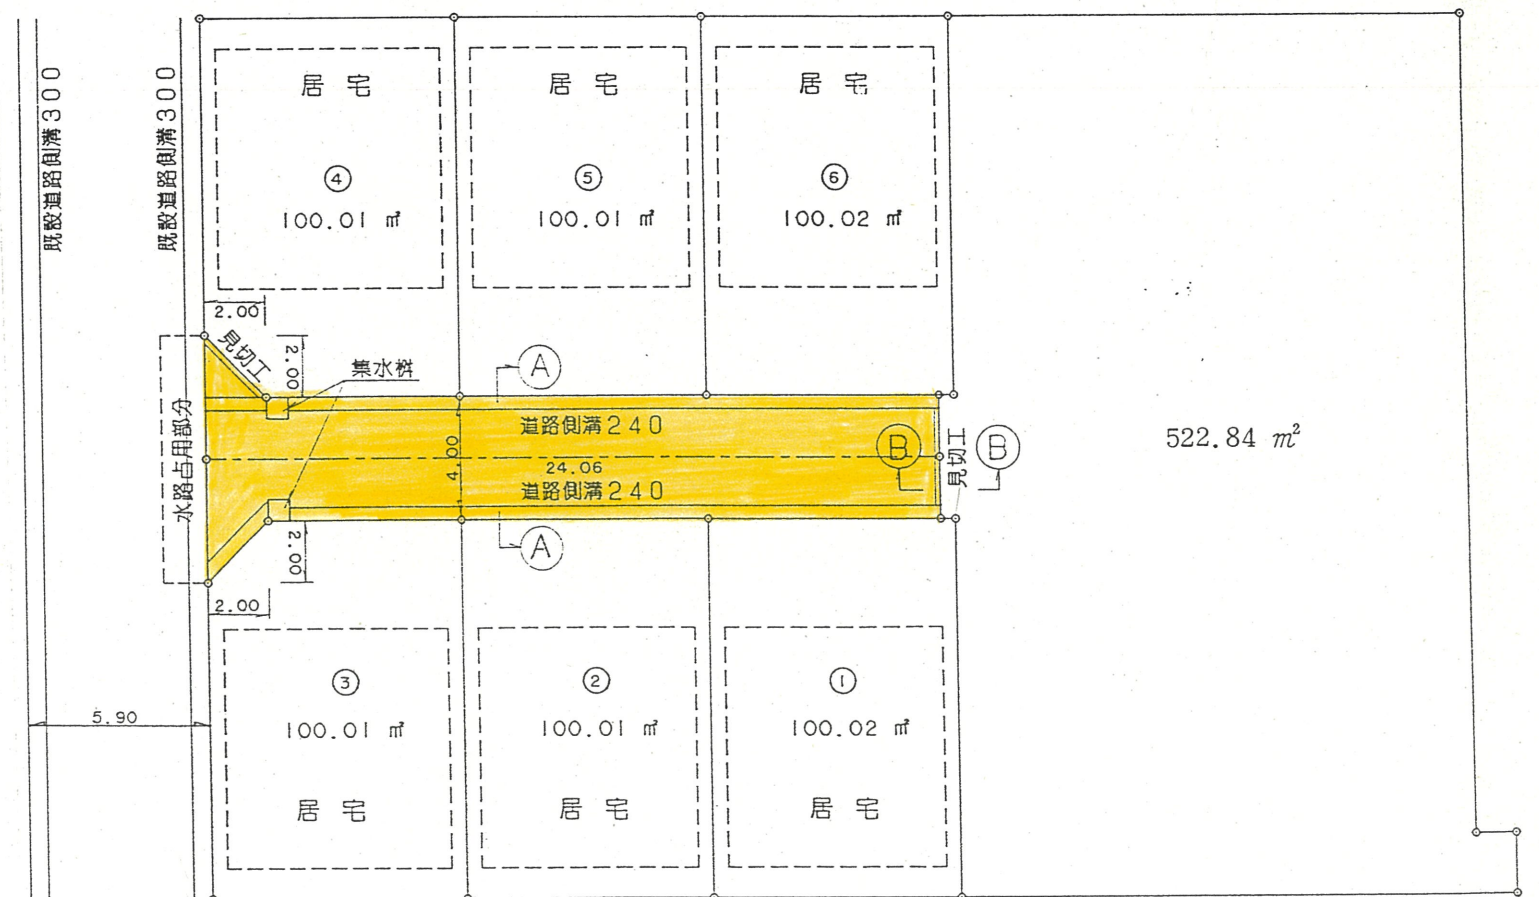 既設道路側溝300
既設道路側溝300
居宅
④
100.01 ㎡
居宅
⑤
100.01 ㎡
居宅
⑥
100.02 ㎡
2.00
見切工
2.00
集水桝
A
水路占用部分
4.00
道路側溝240
24.06
道路側溝240
B
見切工
B
522.84 m²
A
2.00
2.00
5.90
③
100.01 ㎡
居宅
②
100.01 ㎡
居宅
①
100.02 ㎡
居宅